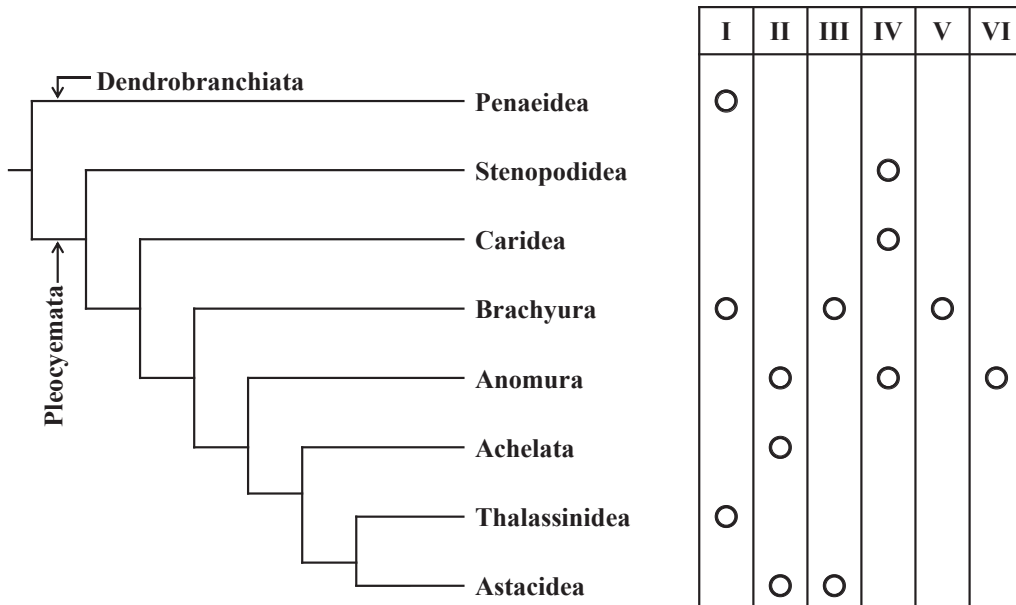 I II III IV V VI
Dendrobranchiata
Penaeidea
Stenopodidea
Caridea
Brachyura
Anomura
Achelata
Thalassinidea
Astacidea
Pleocyemata